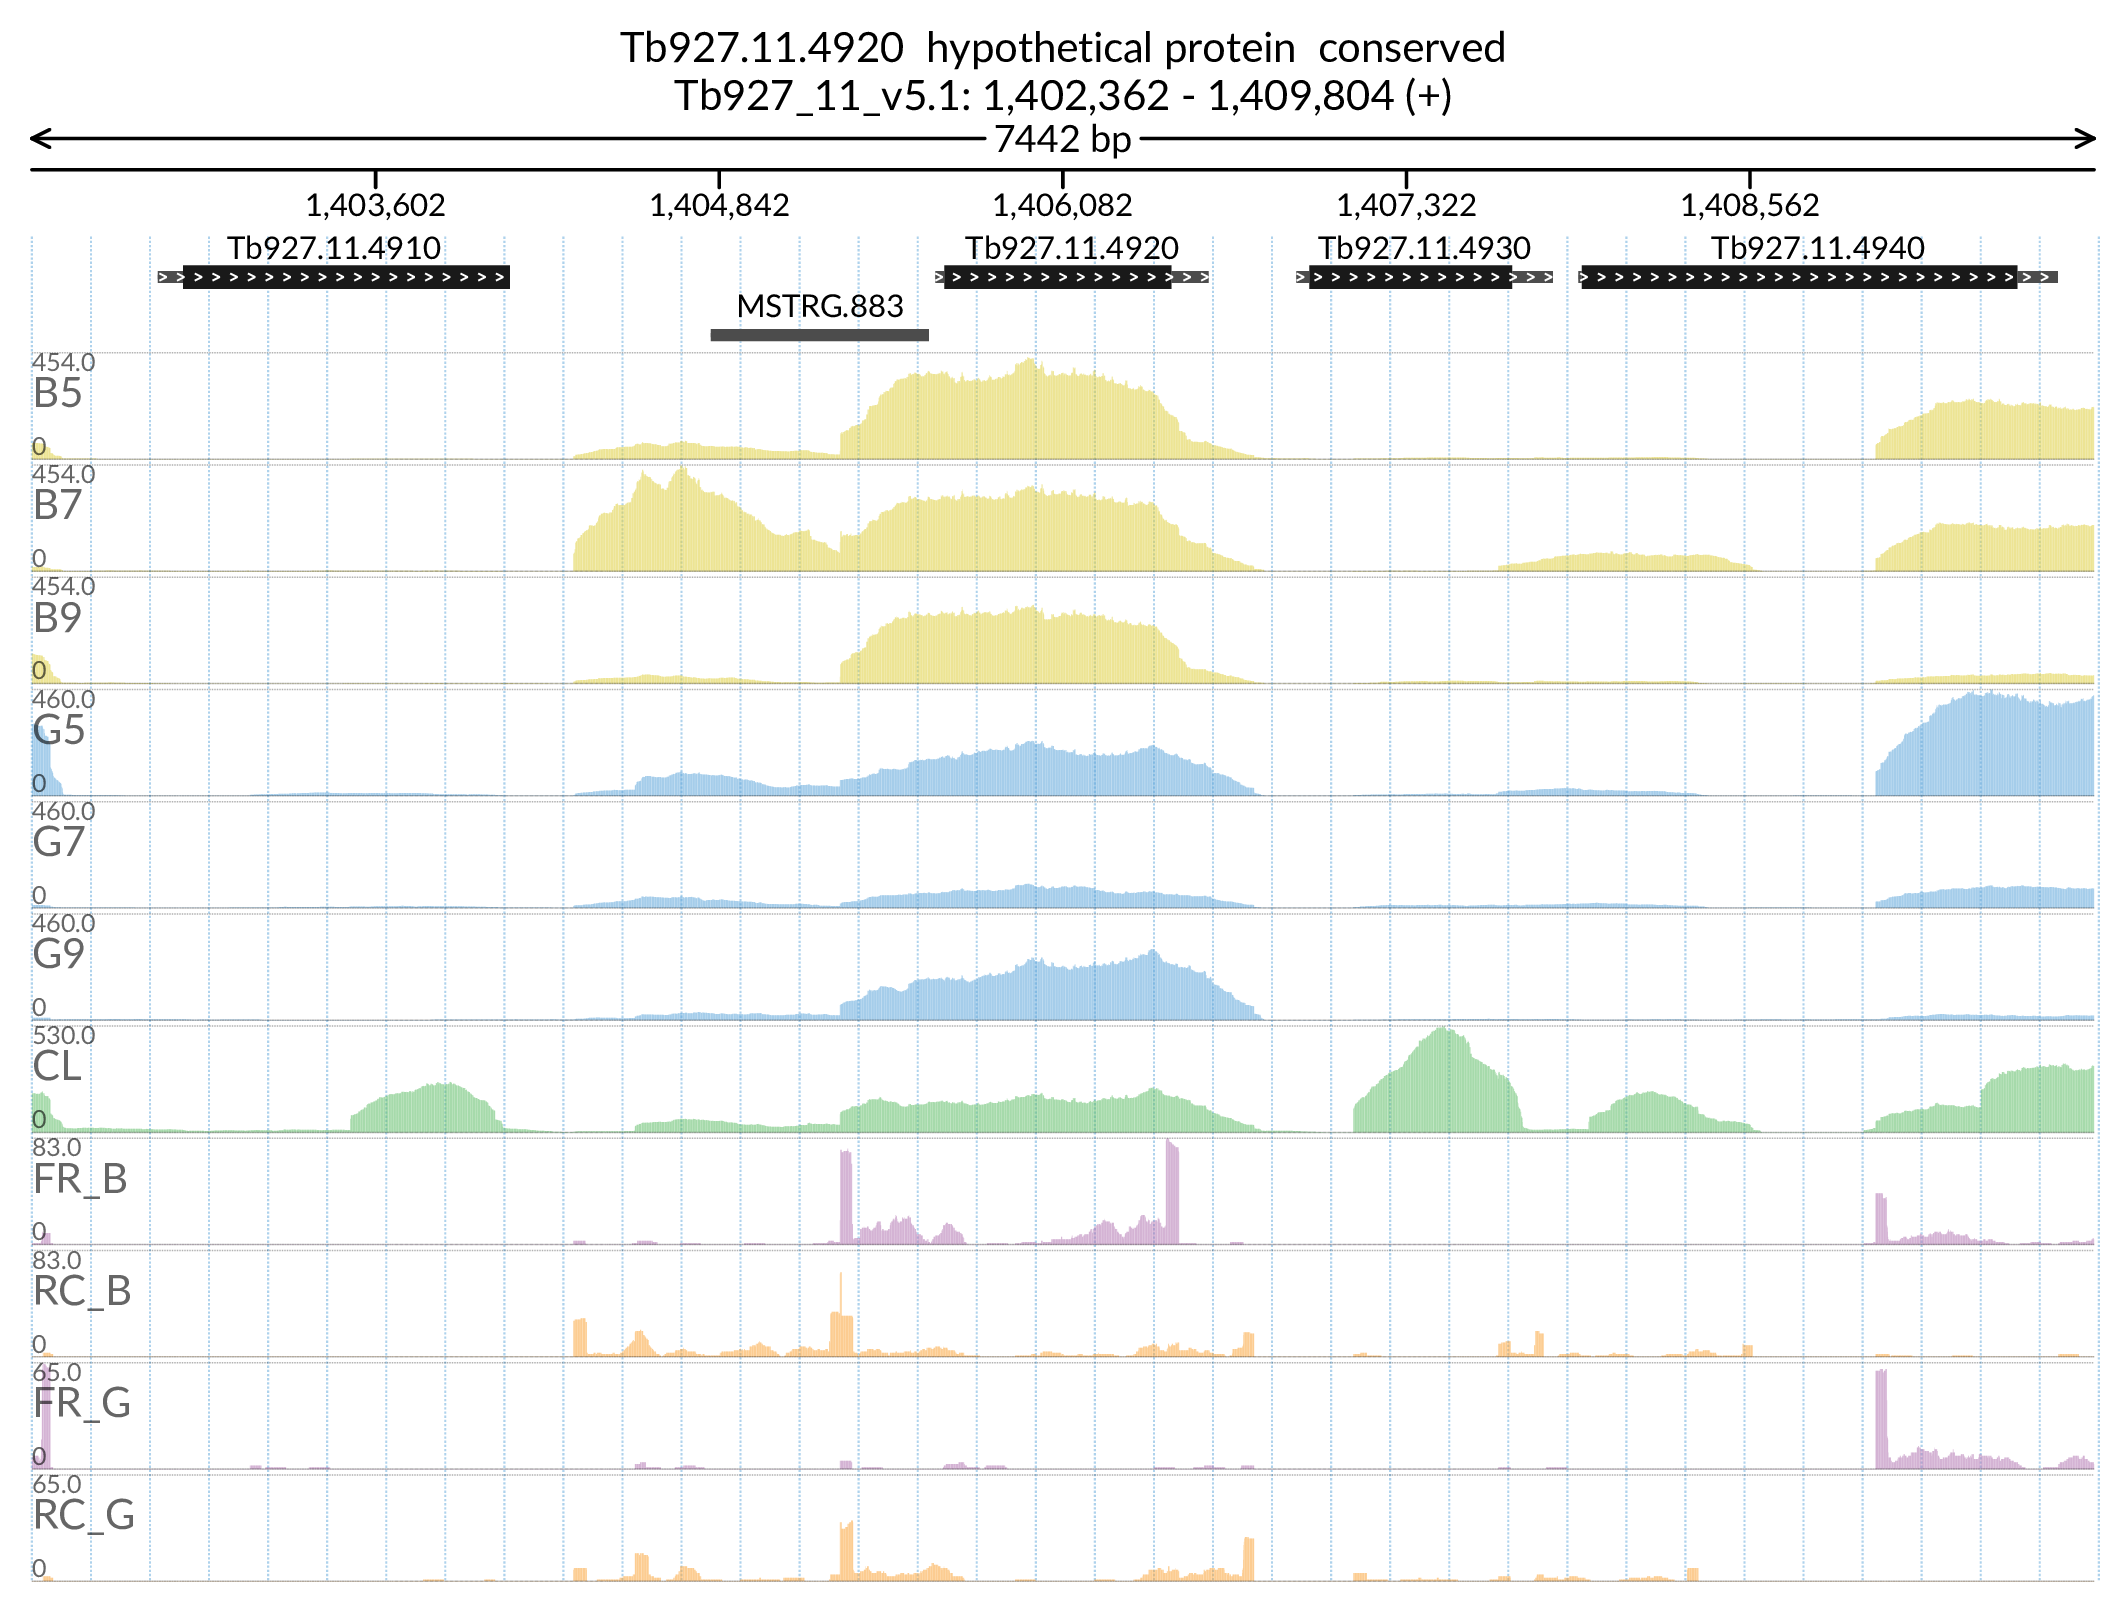 Tb927.11.4920  hypothetical protein  conserved
Tb927_11_v5.1: 1,402,362 - 1,409,804 (+)
7442 bp
1,403,602 1,404,842 1,406,082 1,407,322 1,408,562
Tb927.11.4910 Tb927.11.4920 Tb927.11.4930 Tb927.11.4940
MSTRG.883
454.0
B5
0
454.0
B7
0
454.0
B9
0
460.0
G5
0
460.0
G7
0
460.0
G9
0
530.0
CL
0
83.0
FR_B
0
83.0
RC_B
0
65.0
FR_G
0
65.0
RC_G
0